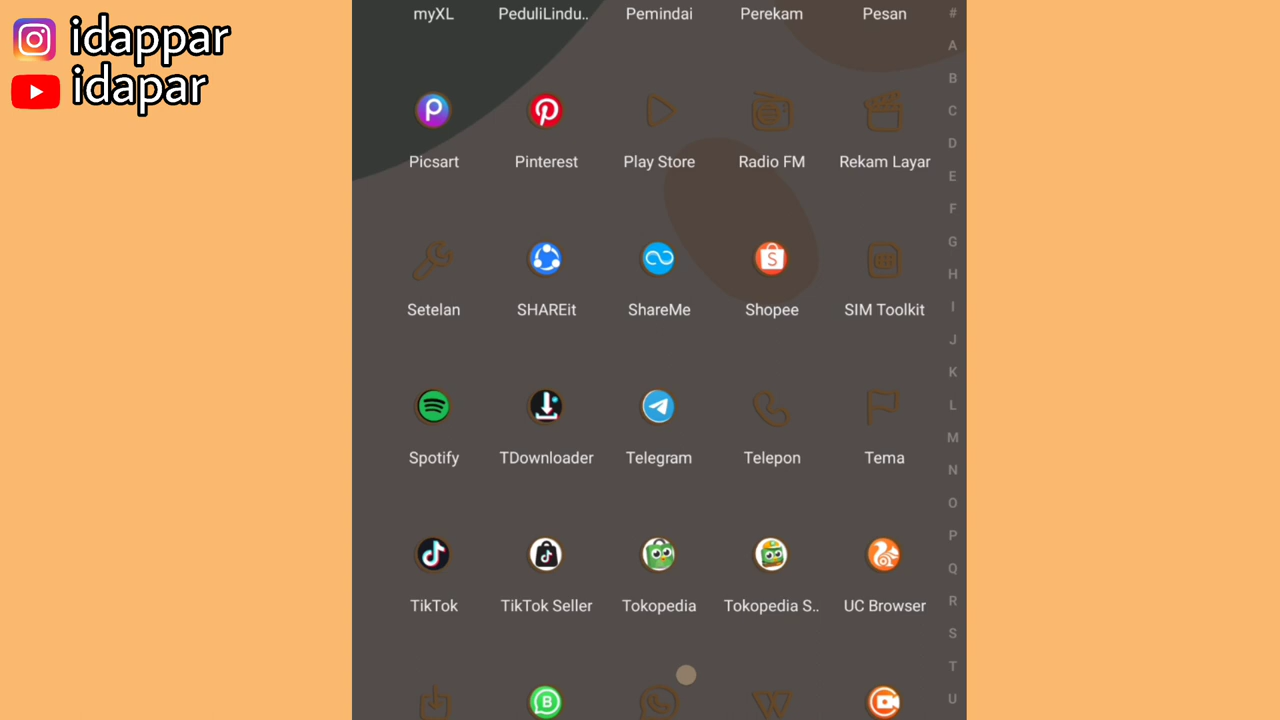 idappar
idapar
myXL PeduliLindu.. Pemindai Perekam Pesan
Picsart Pinterest Play Store Radio FM Rekam Layar
Setelan SHAREit ShareMe Shopee SIM Toolkit
Spotify TDownloader Telegram Telepon Tema
TikTok TikTok Seller Tokopedia Tokopedia S.. UC Browser
#
A
B
C
D
E
F
G
H
I
J
K
L
M
N
O
P
Q
R
S
T
U